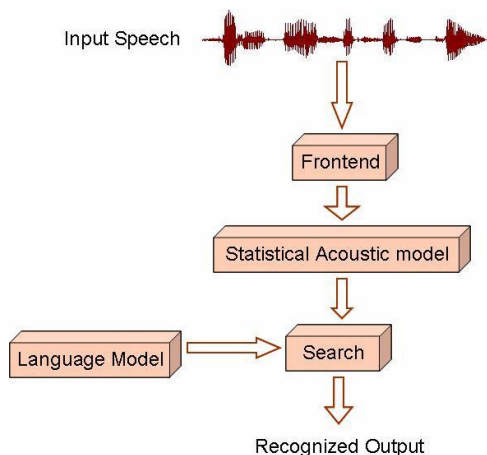 Input Speech
Frontend
Statistical Acoustic model
Language Model
Search
Recognized Output